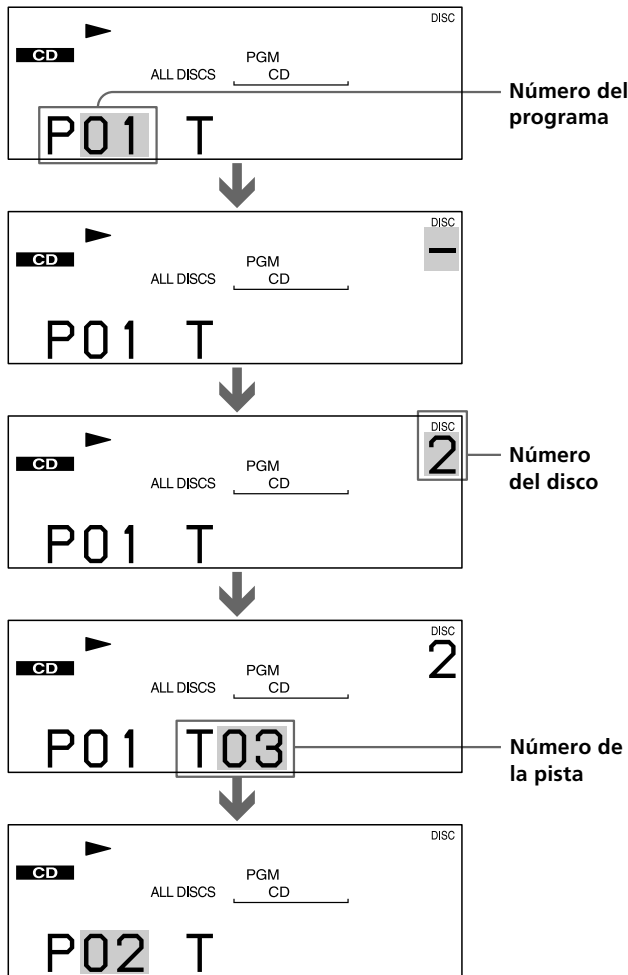 DISC
CD
PGM
ALL DISCS CD
Número del
programa
P01 T
DISC
–
CD
PGM
ALL DISCS CD
P01 T
DISC
2
CD
PGM
ALL DISCS CD
Número
del disco
P01 T
DISC
2
CD
PGM
ALL DISCS CD
P01 T03
Número de
la pista
DISC
CD
PGM
ALL DISCS CD
P02 T